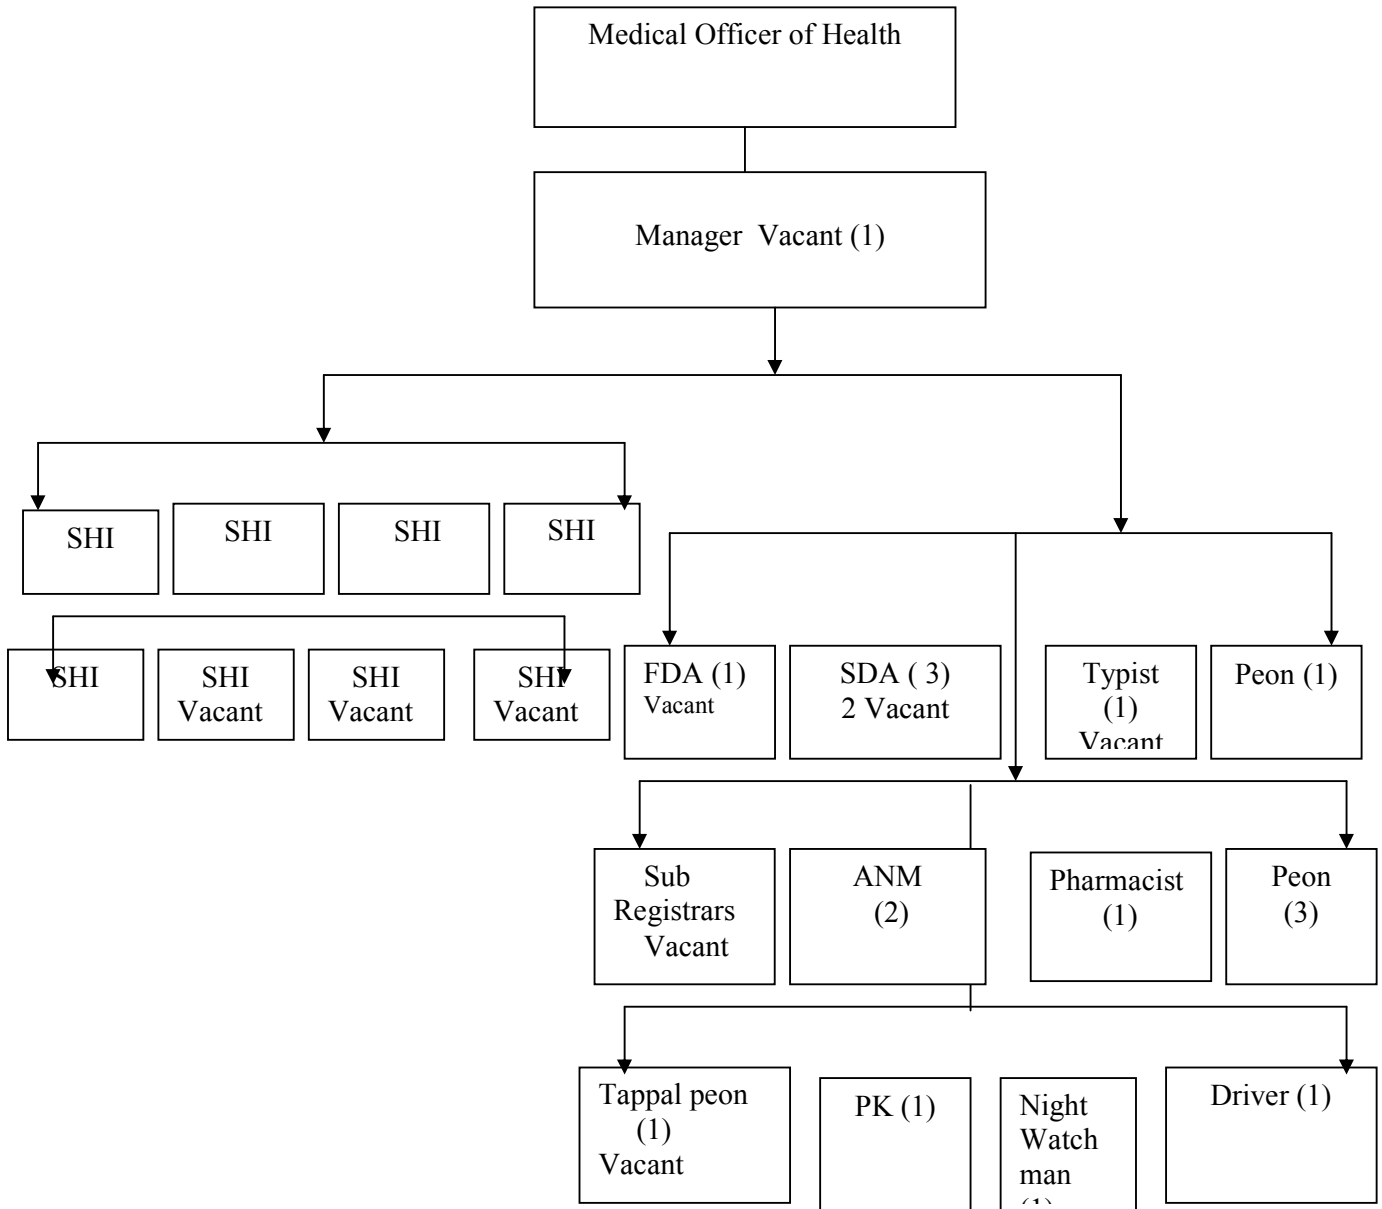 Medical Officer of Health
Manager Vacant (1)
SHI
SHI
SHI
SHI
SHI
SHI
Vacant
SHI
Vacant
SHI
Vacant
FDA (1)
Vacant
SDA ( 3)
2 Vacant
Typist
(1)
Vacant
Peon (1)
Sub
Registrars
Vacant
ANM
(2)
Pharmacist
(1)
Peon
(3)
Tappal peon
(1)
Vacant
PK (1)
Night
Watch
man
(1)
Driver (1)